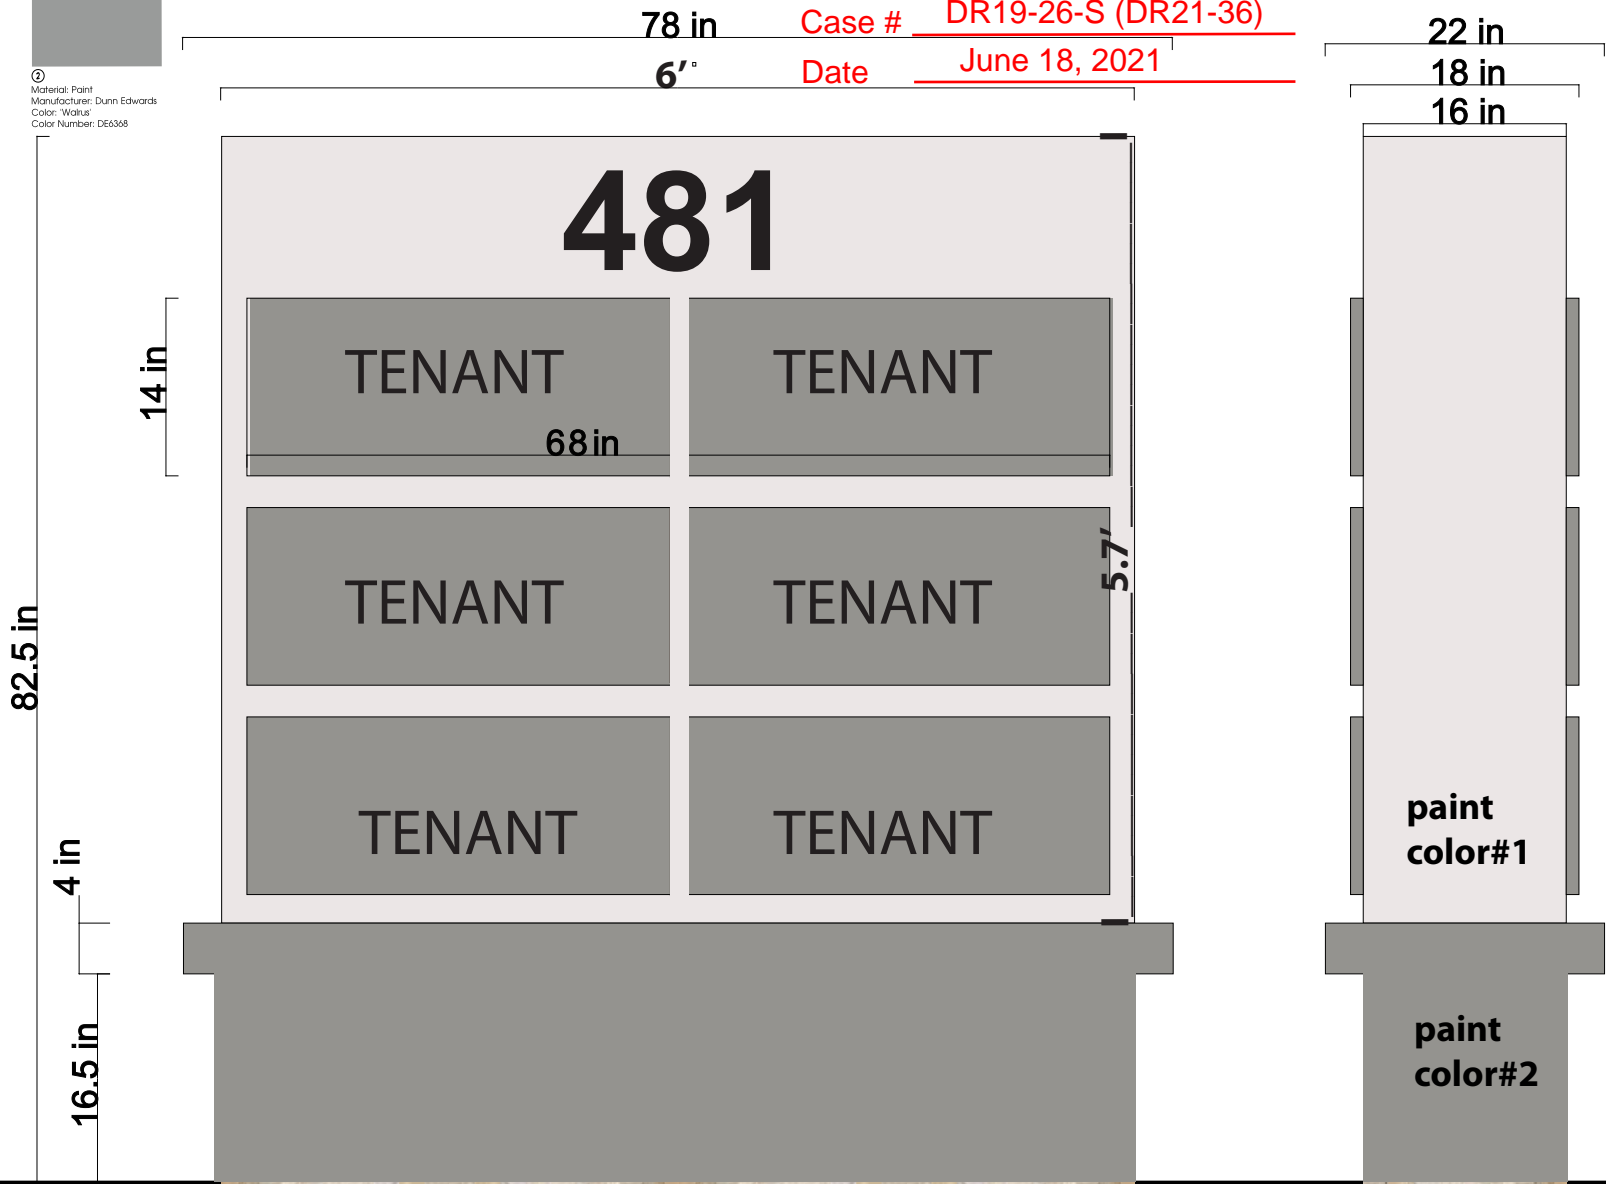 78 in
Case # DR19-26-S (DR21-36)
22 in
6’
Date June 18, 2021
18 in
2
Material: Paint
Manufacturer: Dunn Edwards
Color: 'Walrus'
Color Number: DE6368
16 in
481
14 in
TENANT TENANT
68 in
5.7’
TENANT TENANT
82.5 in
TENANT TENANT
paint
color#1
4 in
16.5 in
paint
color#2